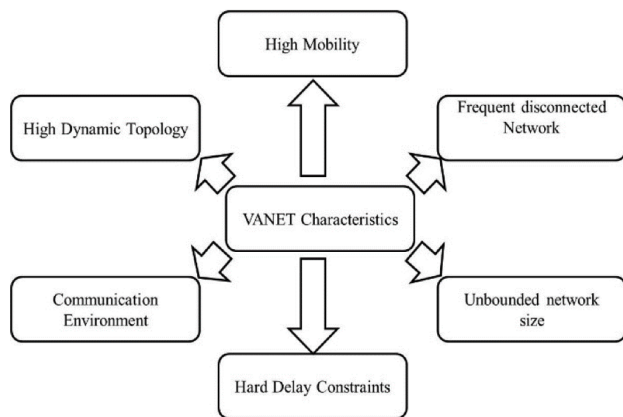 High Mobility
High Dynamic Topology
Frequent disconnected
Network
VANET Characteristics
Communication
Environment
Unbounded network
size
Hard Delay Constraints